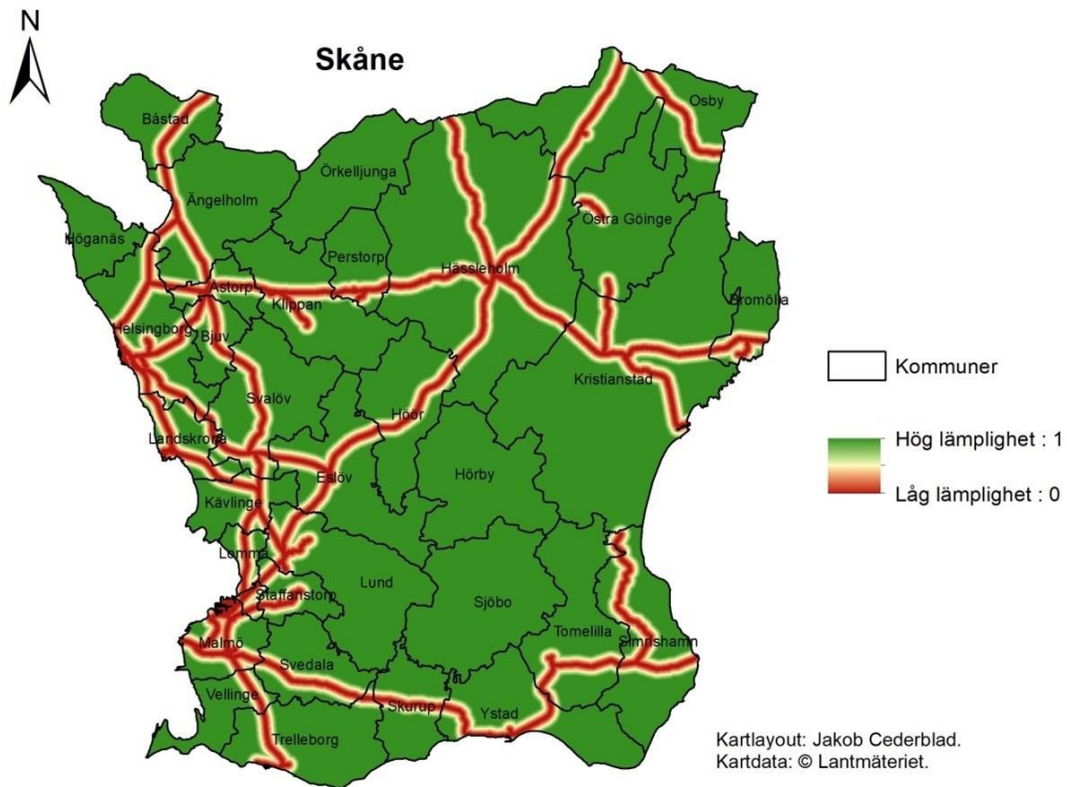 N
Skåne
Båstad
Osby
Örkelljunga
Ängelholm
Östra Göinge
Höganäs
Perstorp
Hässleholm
Åstorp
Klippan
Bromölla
Helsingborg
Bjuv
Kristianstad
Svalöv
Höör
Landskrona
Eslöv
Hörby
Kävlinge
Lomma
Lund
Staffanstorp
Sjöbo
Tomelilla
Simrishamn
Malmö
Svedala
Vellinge
Skurup
Ystad
Trelleborg
Kommuner
Hög lämplighet : 1
Låg lämplighet : 0
Kartlayout: Jakob Cederblad.
Kartdata: © Lantmäteriet.